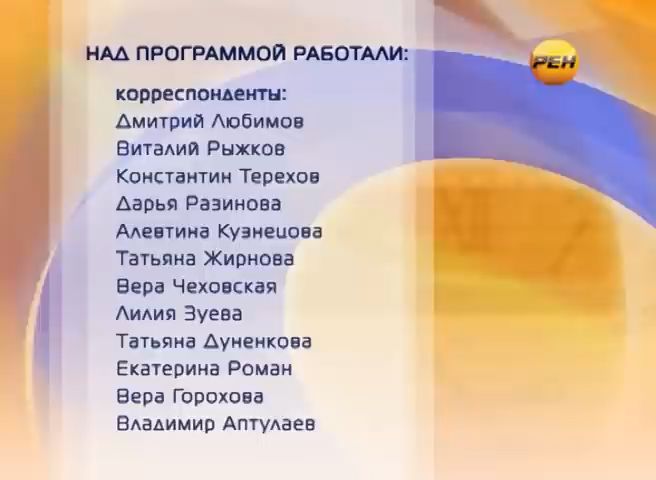 НАД ПРОГРАММОЙ РАБОТАЛИ:
РЕН
корреспонденты:
Дмитрий Любимов
Виталий Рыжков
Константин Терехов
Дарья Разинова
Алевтина Кузнецова
Татьяна Жирнова
Вера Чеховская
Лилия Зуева
Татьяна Дуненкова
Екатерина Роман
Вера Горохова
Владимир Аптулаев